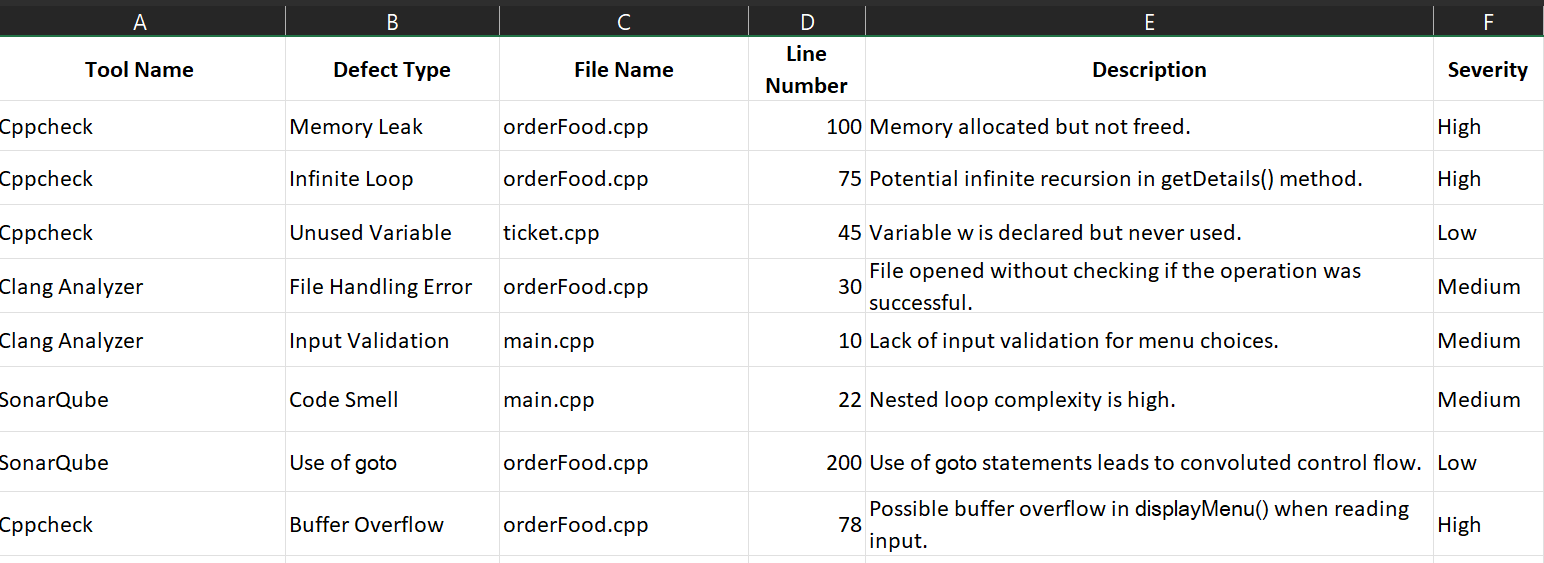 A B C D E F
Tool Name Defect Type File Name Line Number Description Severity
Cppcheck Memory Leak orderFood.cpp 100 Memory allocated but not freed. High
Cppcheck Infinite Loop orderFood.cpp 75 Potential infinite recursion in getDetails() method. High
Cppcheck Unused Variable ticket.cpp 45 Variable w is declared but never used. Low
Clang Analyzer File Handling Error orderFood.cpp 30 File opened without checking if the operation was successful. Medium
Clang Analyzer Input Validation main.cpp 10 Lack of input validation for menu choices. Medium
SonarQube Code Smell main.cpp 22 Nested loop complexity is high. Medium
SonarQube Use of goto orderFood.cpp 200 Use of goto statements leads to convoluted control flow. Low
Cppcheck Buffer Overflow orderFood.cpp 78 Possible buffer overflow in displayMenu() when reading input. High